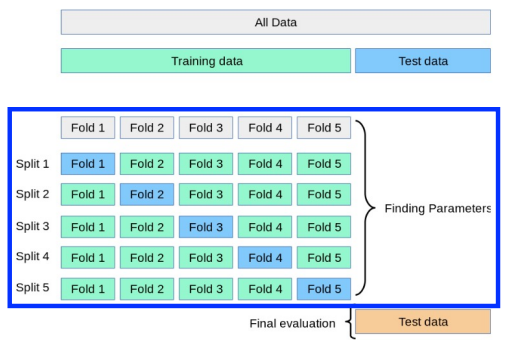 All Data
Training data Test data
Fold 1 Fold 2 Fold 3 Fold 4 Fold 5
Split 1 Fold 1 Fold 2 Fold 3 Fold 4 Fold 5
Split 2 Fold 1 Fold 2 Fold 3 Fold 4 Fold 5
Finding Parameters
Split 3 Fold 1 Fold 2 Fold 3 Fold 4 Fold 5
Split 4 Fold 1 Fold 2 Fold 3 Fold 4 Fold 5
Split 5 Fold 1 Fold 2 Fold 3 Fold 4 Fold 5
Final evaluation Test data